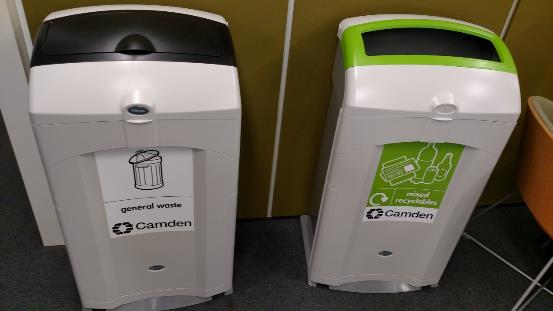 general waste
Camden
mixed
recyclables
Camden